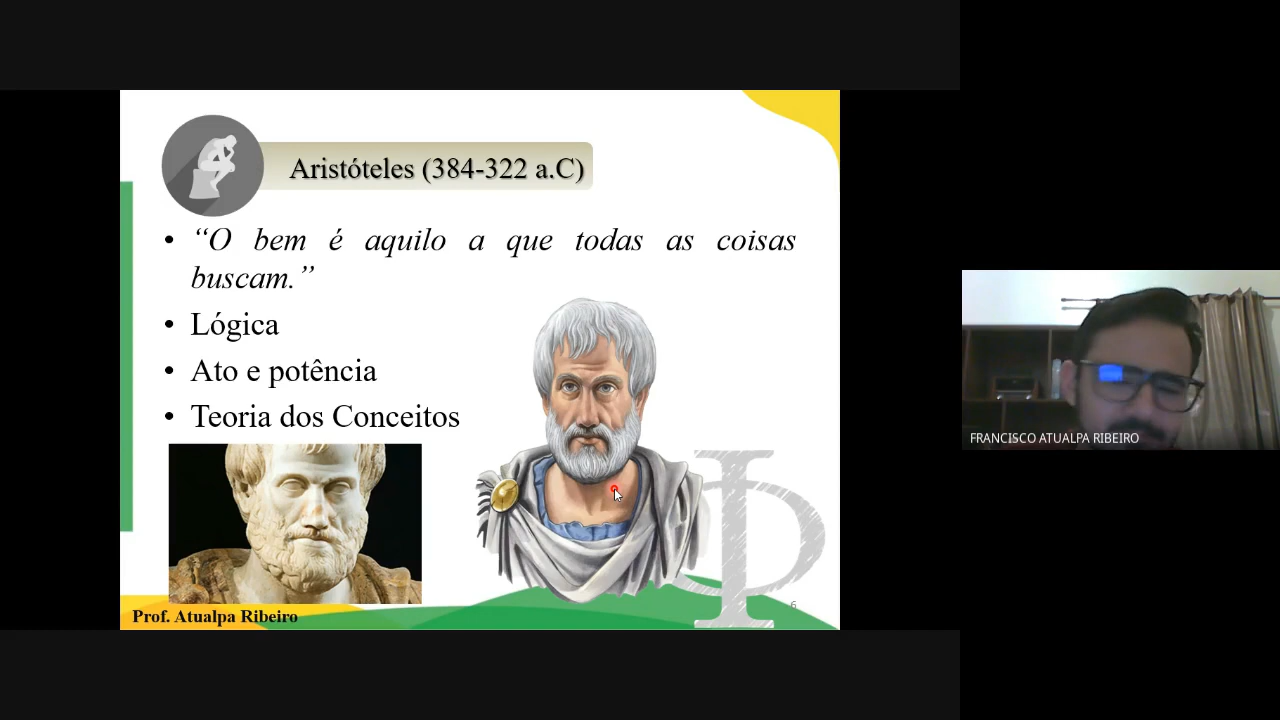 Aristóteles (384-322 a.C)
• “O bem é aquilo a que todas as coisas
buscam.”
• Lógica
• Ato e potência
• Teoria dos Conceitos
Φ
6
Prof. Atualpa Ribeiro
FRANCISCO ATUALPA RIBEIRO